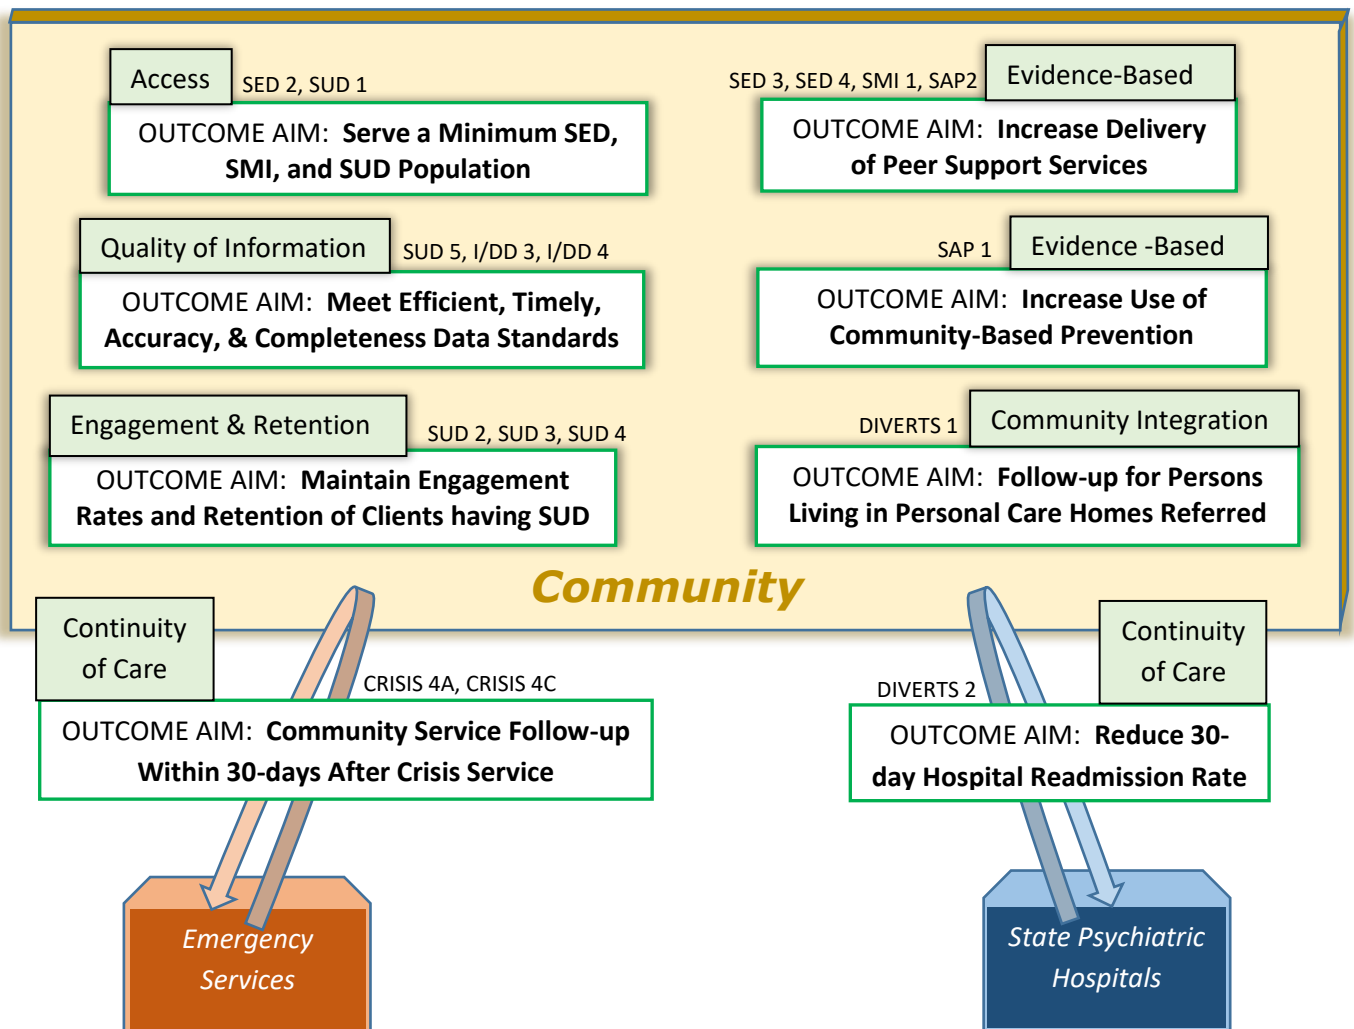 Access
SED 2, SUD 1
OUTCOME AIM:  Serve a Minimum SED,
SMI, and SUD Population
SED 3, SED 4, SMI 1, SAP2
Evidence-Based
OUTCOME AIM:  Increase Delivery
of Peer Support Services
Quality of Information
SUD 5, I/DD 3, I/DD 4
OUTCOME AIM:  Meet Efficient, Timely,
Accuracy, & Completeness Data Standards
SAP 1
Evidence -Based
OUTCOME AIM:  Increase Use of
Community-Based Prevention
Engagement & Retention
SUD 2, SUD 3, SUD 4
OUTCOME AIM:  Maintain Engagement
Rates and Retention of Clients having SUD
DIVERTS 1
Community Integration
OUTCOME AIM:  Follow-up for Persons
Living in Personal Care Homes Referred
Community
Continuity
of Care
CRISIS 4A, CRISIS 4C
OUTCOME AIM:  Community Service Follow-up
Within 30-days After Crisis Service
Continuity
of Care
DIVERTS 2
OUTCOME AIM:  Reduce 30-
day Hospital Readmission Rate
Emergency
Services
State Psychiatric
Hospitals